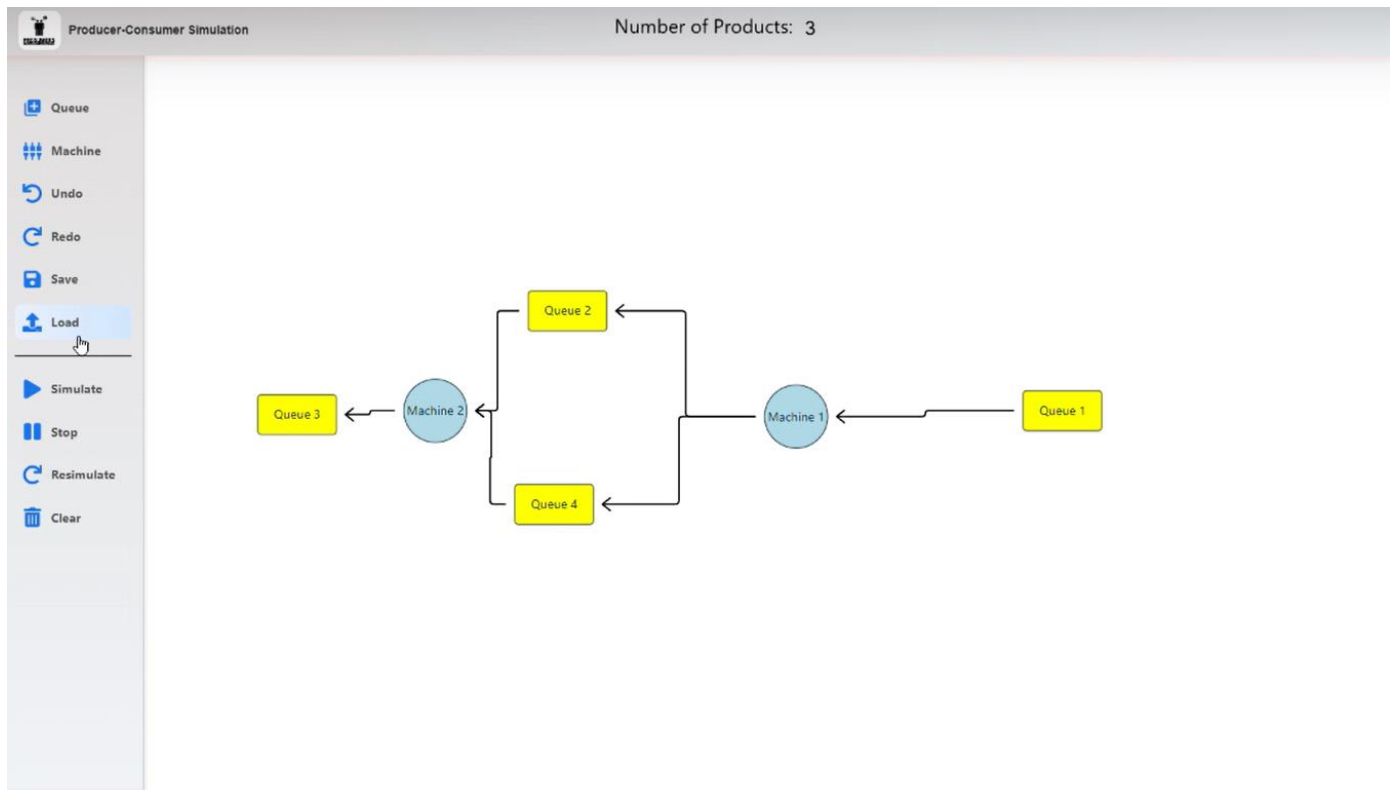 Producer-Consumer Simulation
Number of Products: 3
Queue
Machine
Undo
Redo
Save
Load
Simulate
Stop
Resimulate
Clear
Queue 2
Queue 3
Machine 2
Machine 1
Queue 1
Queue 4